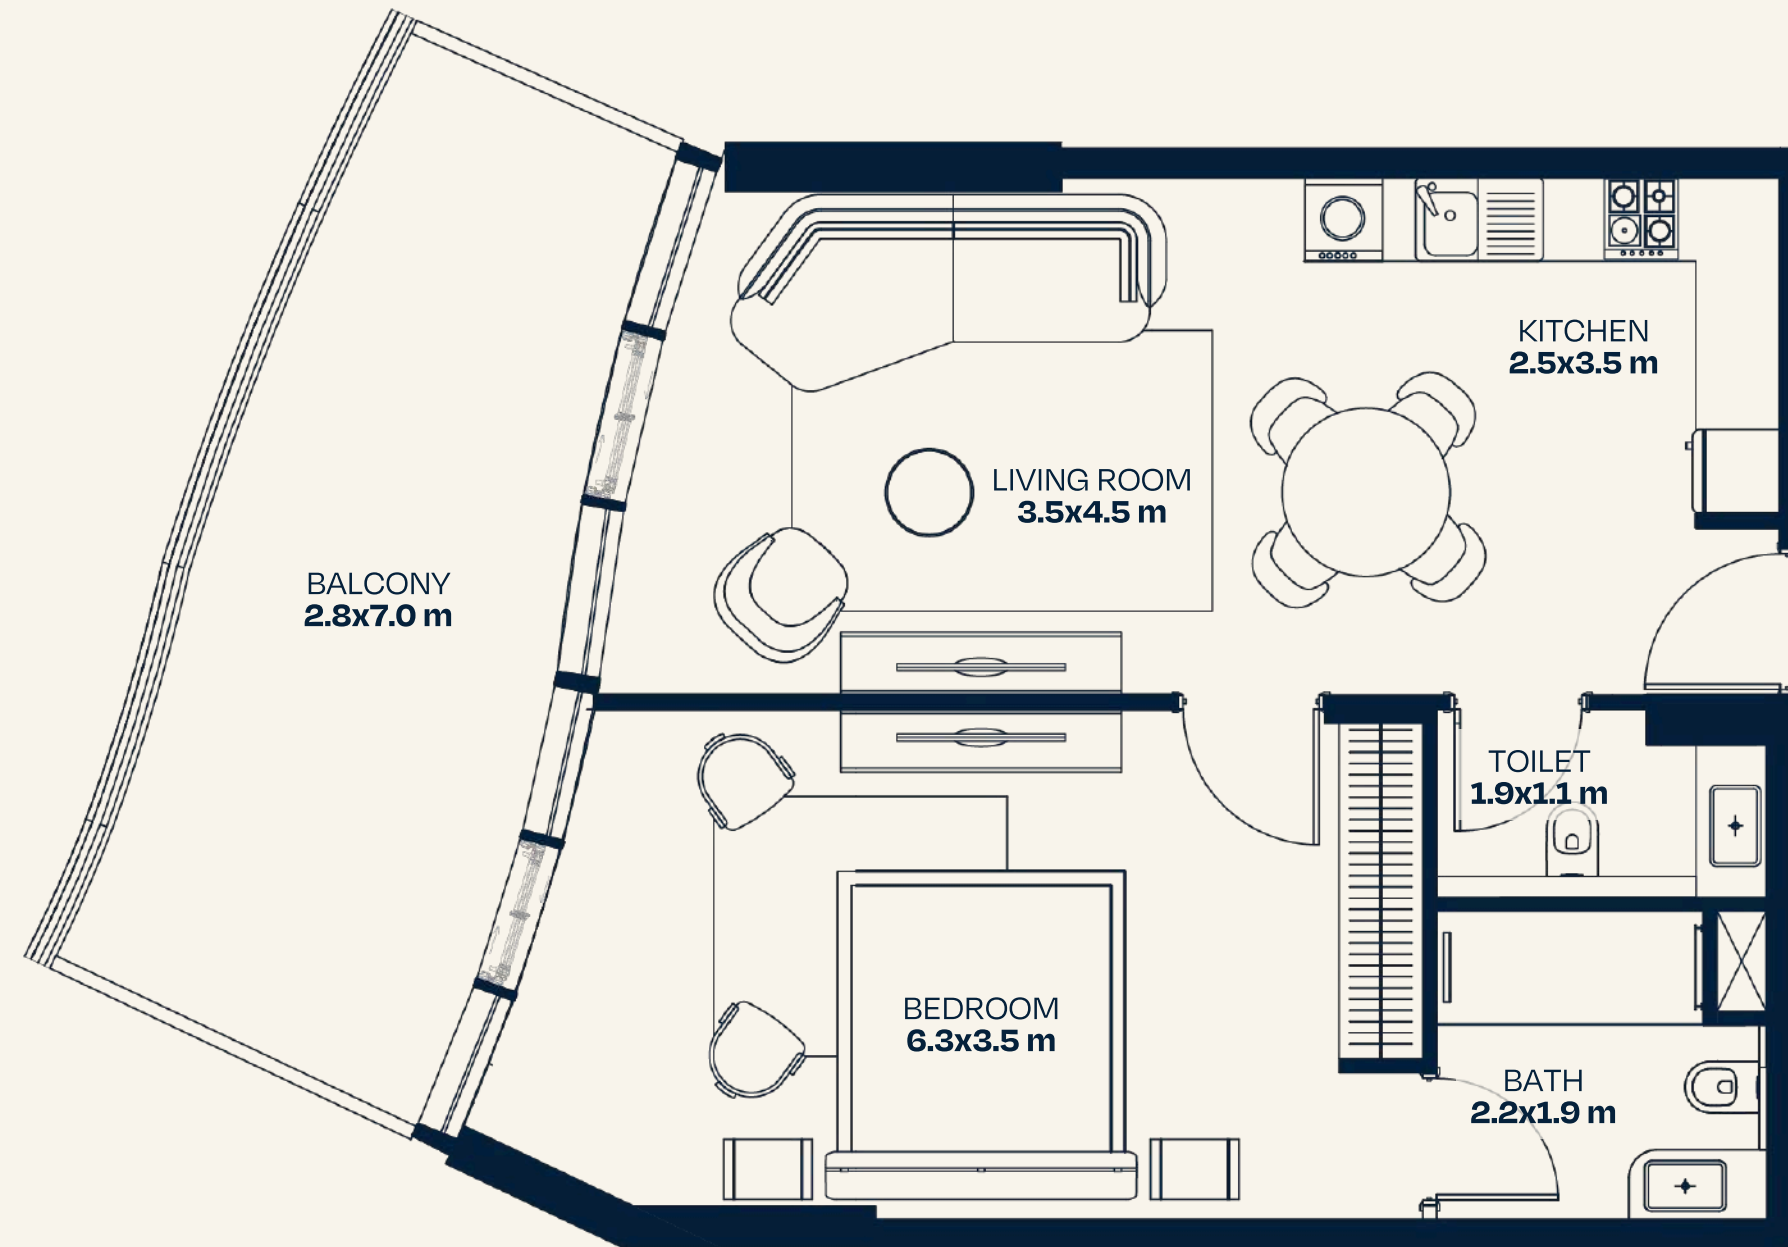 KITCHEN
2.5x3.5 m
LIVING ROOM
3.5x4.5 m
BALCONY
2.8x7.0 m
TOILET
1.9x1.1 m
BEDROOM
6.3x3.5 m
BATH
2.2x1.9 m